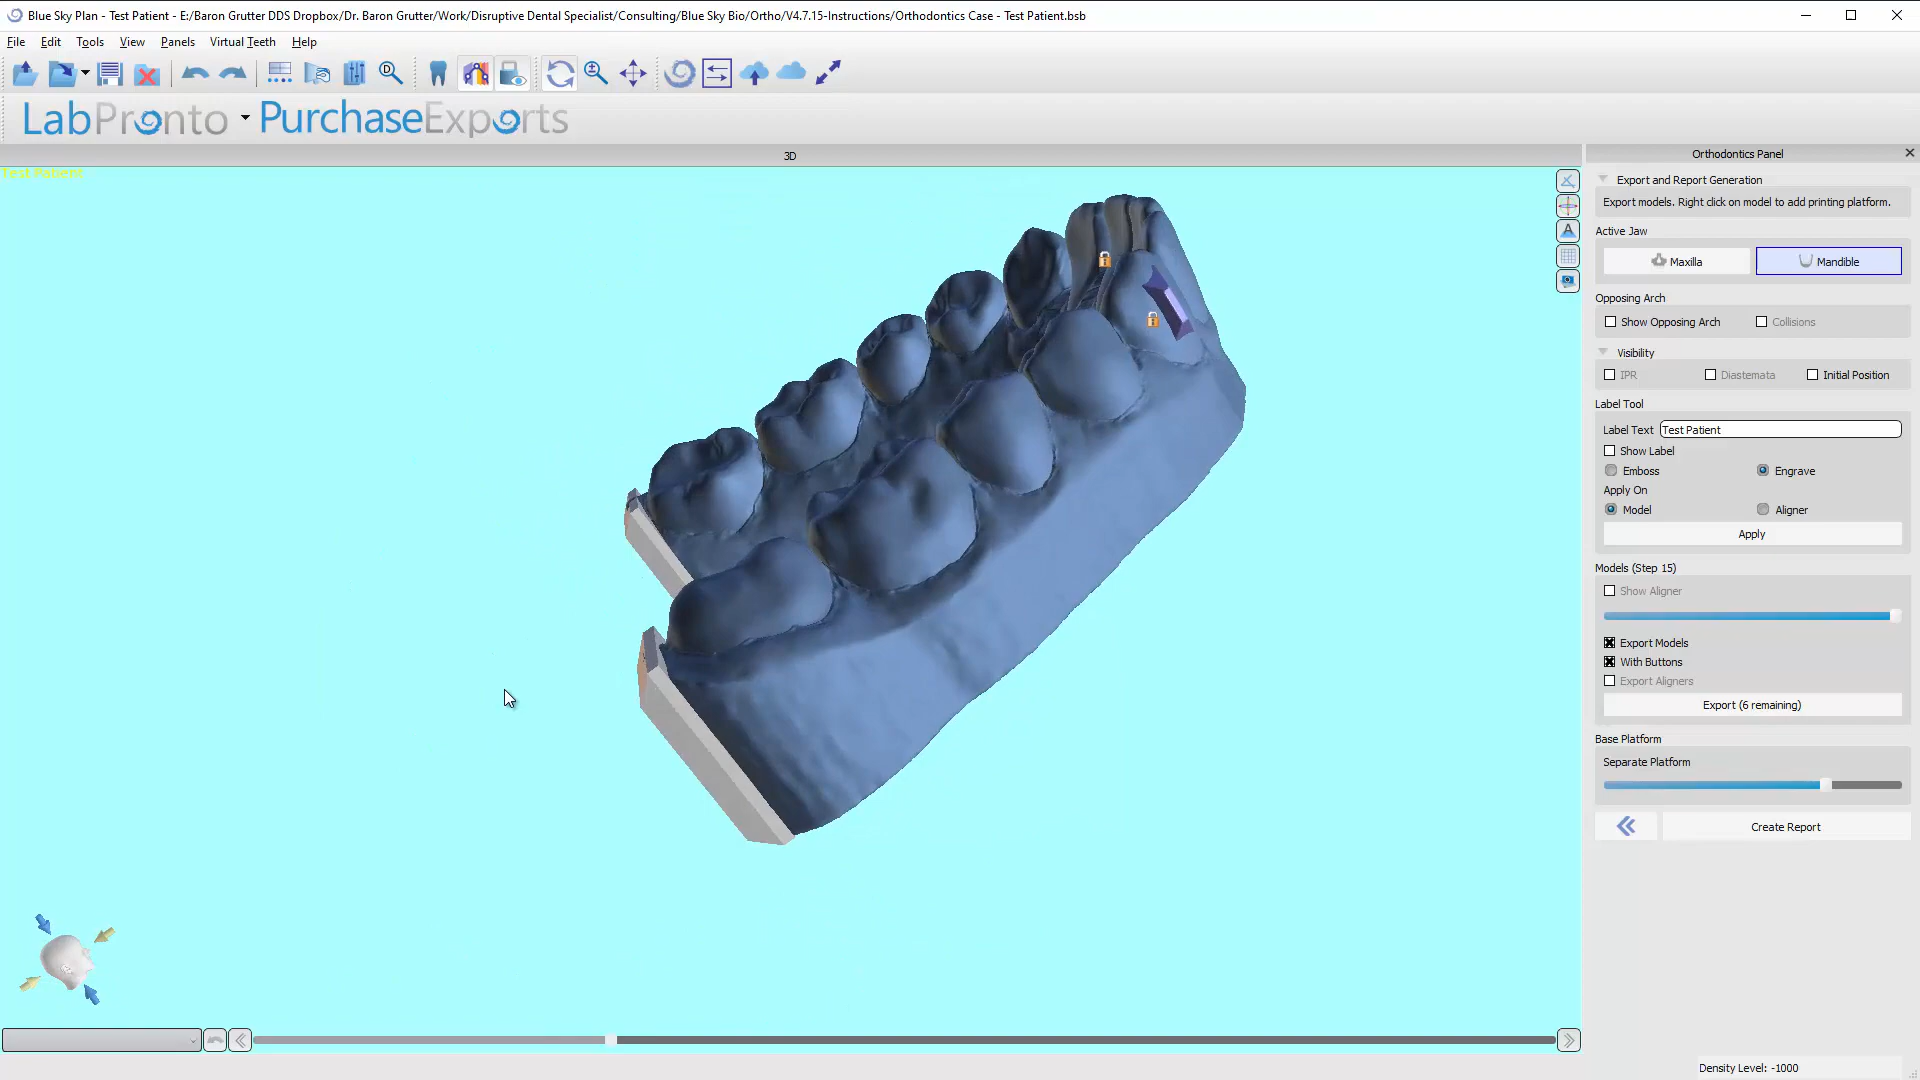 Blue Sky Plan - Test Patient - E:/Baron Grutter DDS Dropbox/Dr. Baron Grutter/Work/Disruptive Dental Specialist/Consulting/Blue Sky Bio/Ortho/V4.7.15-Instructions/Orthodontics Case - Test Patient.bsb
File Edit Tools View Panels Virtual Teeth Help
LabPronto PurchaseExports
3D
Test Patient
Orthodontics Panel
Export and Report Generation
Export models. Right click on model to add printing platform.
Active Jaw
Maxilla Mandible
Opposing Arch
Show Opposing Arch Collisions
Visibility
IPR Diastemata Initial Position
Label Tool
Label Text Test Patient
Show Label
Emboss Engrave
Apply On
Model Aligner
Apply
Models (Step 15)
Show Aligner
Export Models
With Buttons
Export Aligners
Export (6 remaining)
Base Platform
Separate Platform
Create Report
Density Level: -1000